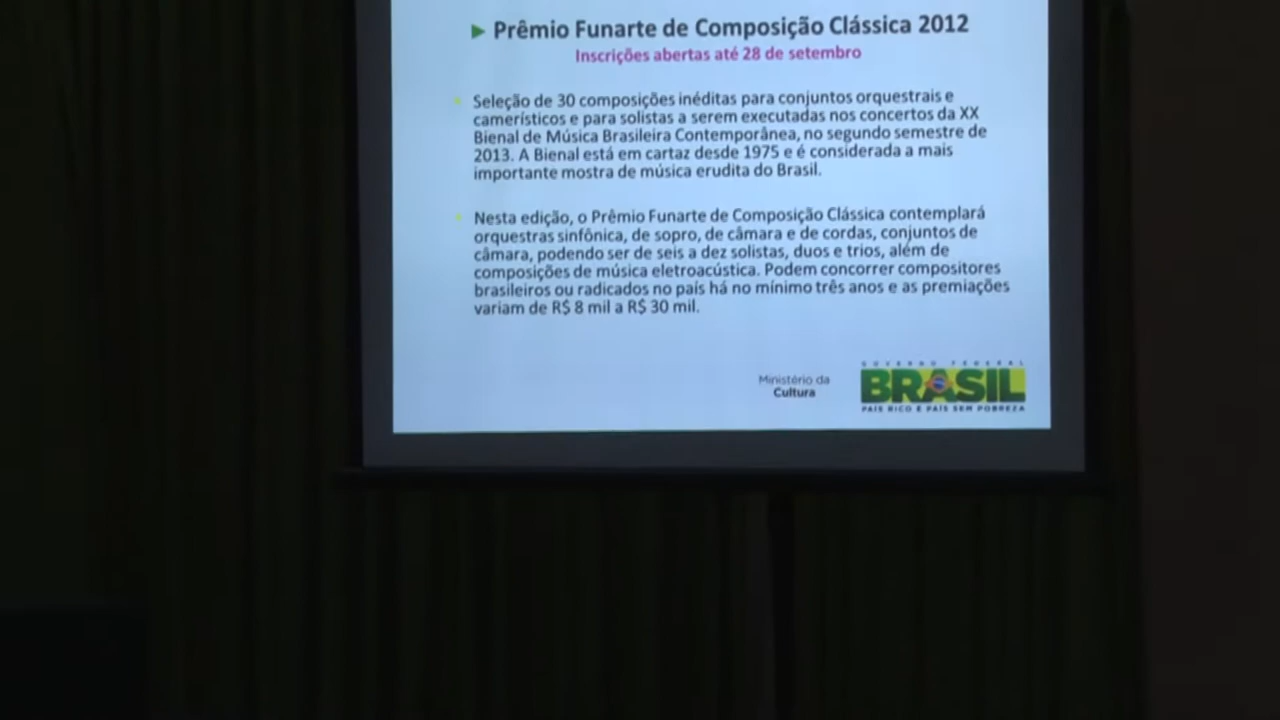 Prêmio Funarte de Composição Clássica 2012
Inscrições abertas até 28 de setembro
Seleção de 30 composições inéditas para conjuntos orquestrais e
camerísticos e para solistas a serem executadas nos concertos da XX
Bienal de Música Brasileira Contemporânea, no segundo semestre de
2013. A Bienal está em cartaz desde 1975 e é considerada a mais
importante mostra de música erudita do Brasil.
Nesta edição, o Prêmio Funarte de Composição Clássica contemplará
orquestras sinfônica, de sopro, de câmara e de cordas, conjuntos de
câmara, podendo ser de seis a dez solistas, duos e trios, além de
composições de música eletroacústica. Podem concorrer compositores
brasileiros ou radicados no país há no mínimo três anos e as premiações
variam de R$ 8 mil a R$ 30 mil.
Ministério da
Cultura
GOVERNO FEDERAL
BRASIL
PAÍS RICO É PAÍS SEM POBREZA